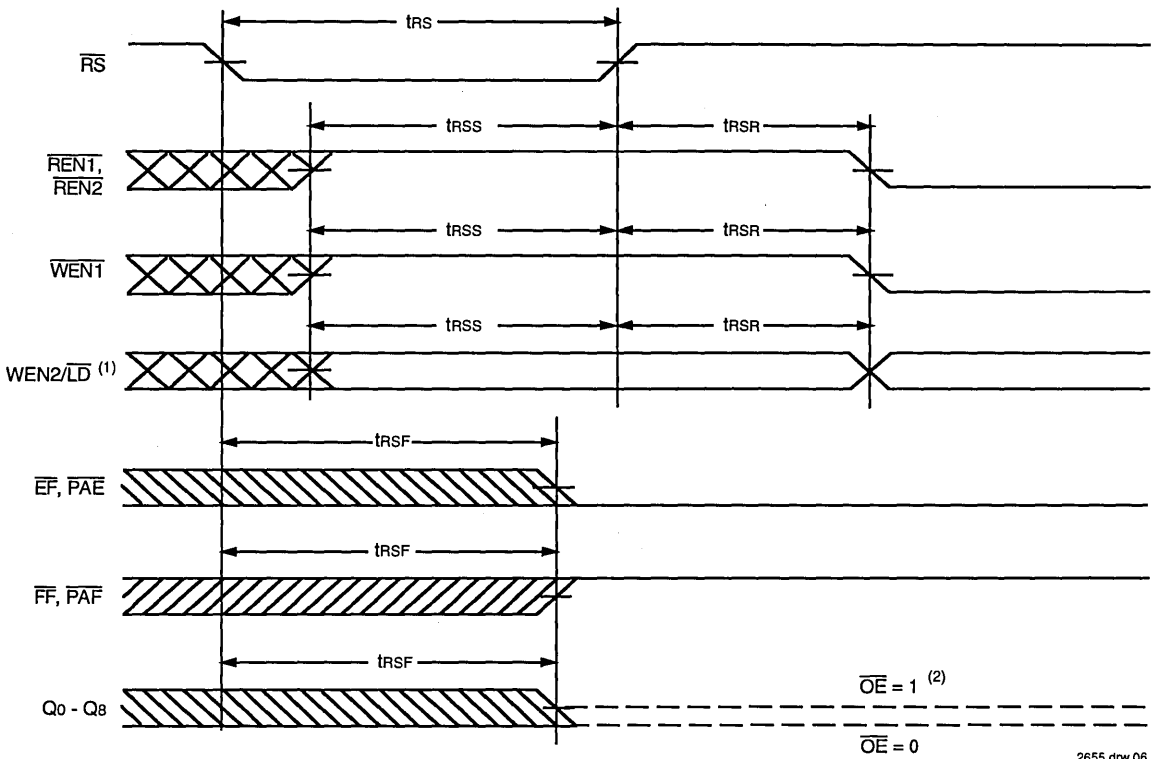 tRS
RS
tRSS tRSR
REN1,
REN2
tRSS tRSR
WEN1
tRSS tRSR
WEN2/LD (1)
tRSF
EF, PAE
tRSF
FF, PAF
tRSF
OE = 1 (2)
Q0 - Q8
OE = 0
2655 drw 06